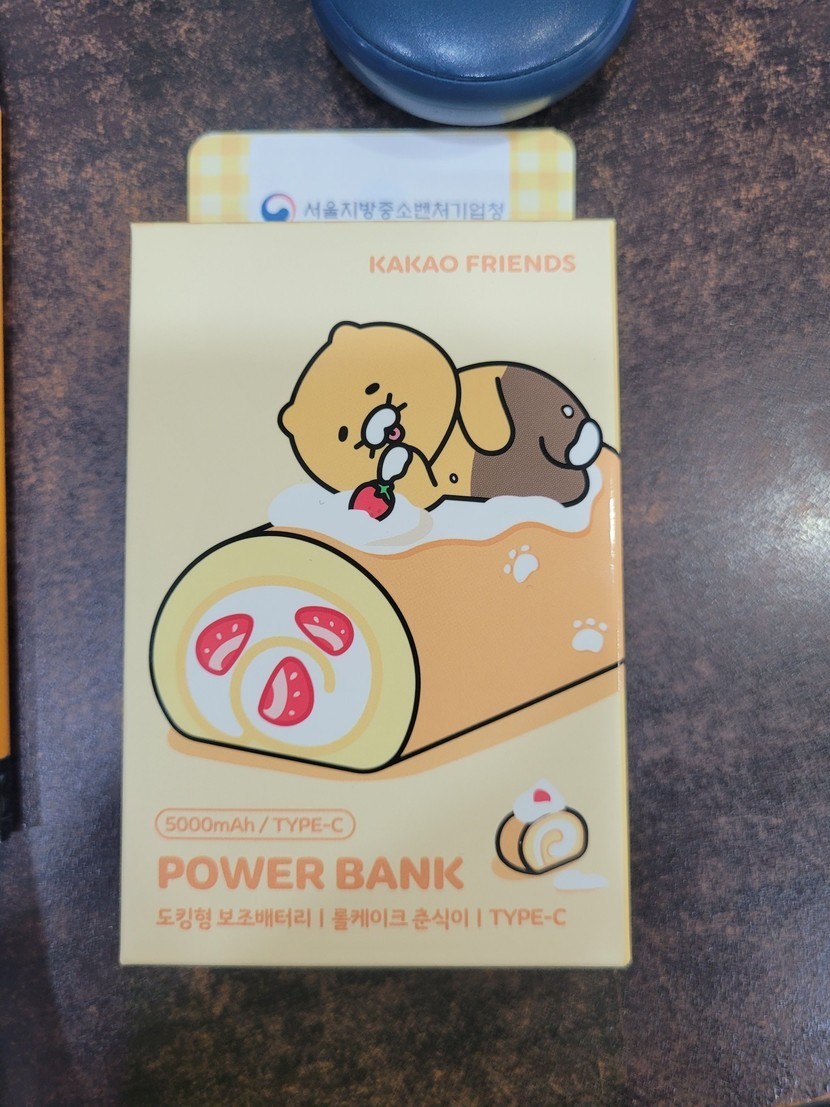 서울지방중소벤처기업청
KAKAO FRIENDS
5000mAh / TYPE-C
POWER BANK
도킹형 보조배터리 | 롤케이크 춘식이 | TYPE-C